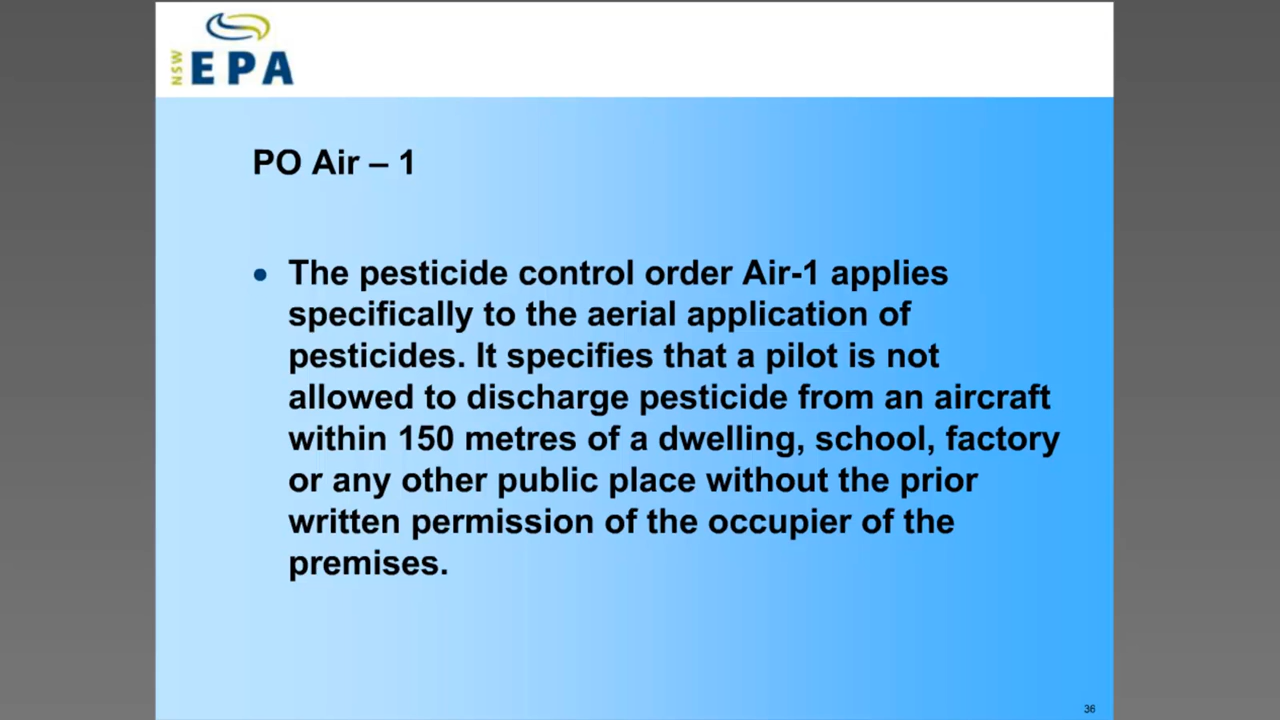 NSW EPA
PO Air – 1
• The pesticide control order Air-1 applies
specifically to the aerial application of
pesticides. It specifies that a pilot is not
allowed to discharge pesticide from an aircraft
within 150 metres of a dwelling, school, factory
or any other public place without the prior
written permission of the occupier of the
premises.
36